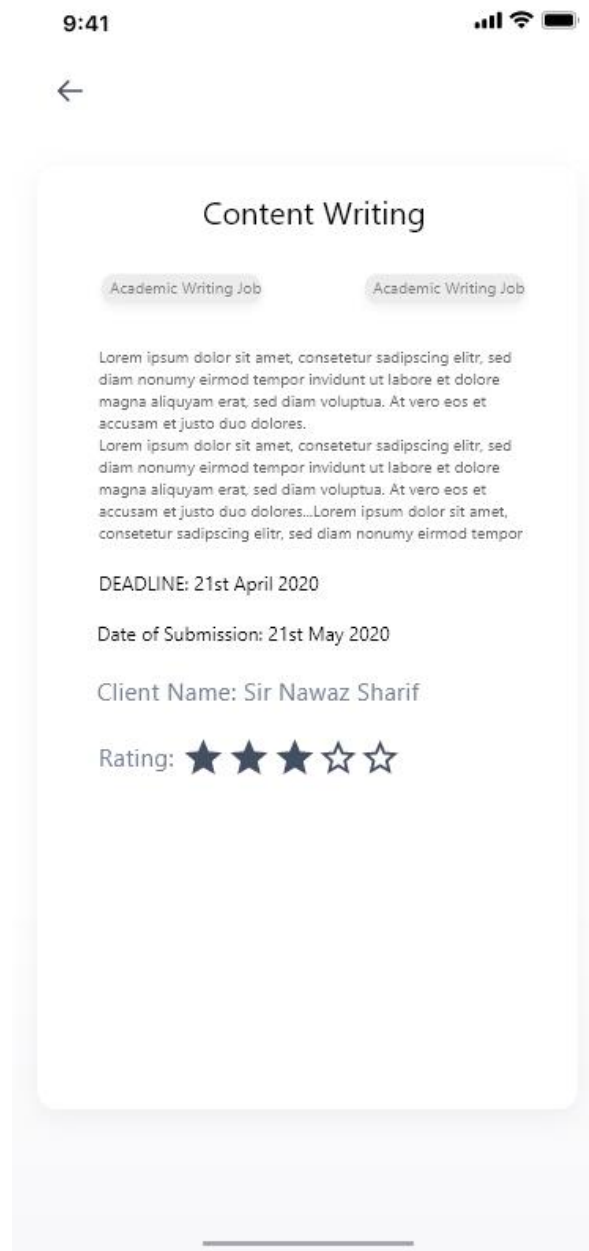 9:41
Content Writing
Academic Writing Job Academic Writing Job
Lorem ipsum dolor sit amet, consetetur sadipscing elitr, sed
diam nonumy eirmod tempor invidunt ut labore et dolore
magna aliquyam erat, sed diam voluptua. At vero eos et
accusam et justo duo dolores.
Lorem ipsum dolor sit amet, consetetur sadipscing elitr, sed
diam nonumy eirmod tempor invidunt ut labore et dolore
magna aliquyam erat, sed diam voluptua. At vero eos et
accusam et justo duo dolores...Lorem ipsum dolor sit amet,
consetetur sadipscing elitr, sed diam nonumy eirmod tempor
DEADLINE: 21st April 2020
Date of Submission: 21st May 2020
Client Name: Sir Nawaz Sharif
Rating: